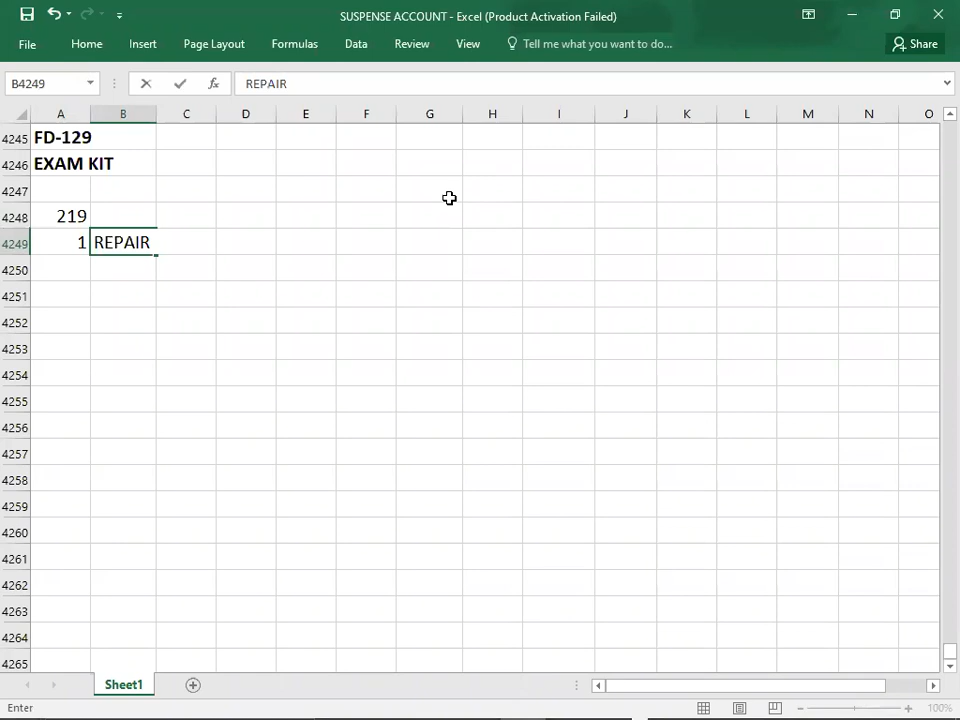 SUSPENSE ACCOUNT - Excel (Product Activation Failed)
File Home Insert Page Layout Formulas Data Review View Tell me what you want to do... Share
B4249 fx REPAIR
A B C D E F G H I J K L M N O
4245 FD-129
4246 EXAM KIT
4247
4248 219
4249 1 REPAIR
4250
4251
4252
4253
4254
4255
4256
4257
4258
4259
4260
4261
4262
4263
4264
4265
Sheet1
Enter 100%